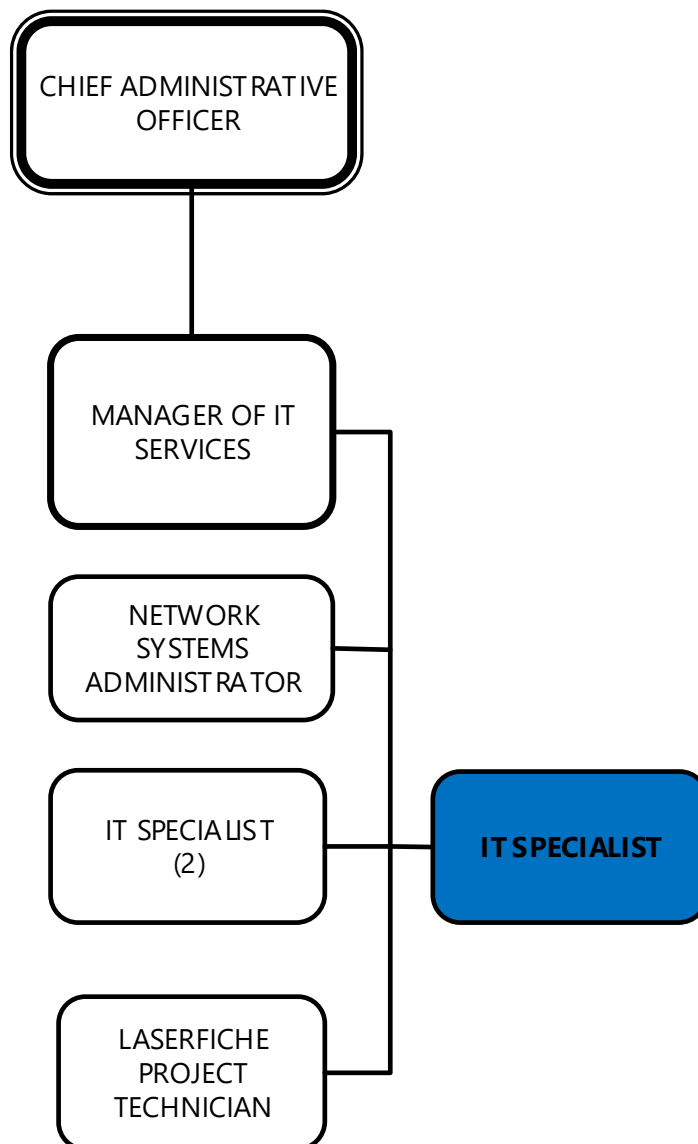 CHIEF ADMINISTRATIVE
OFFICER
MANAGER OF IT
SERVICES
NETWORK
SYSTEMS
ADMINISTRATOR
IT SPECIALIST
(2)
IT SPECIALIST
LASERFICHE
PROJECT
TECHNICIAN